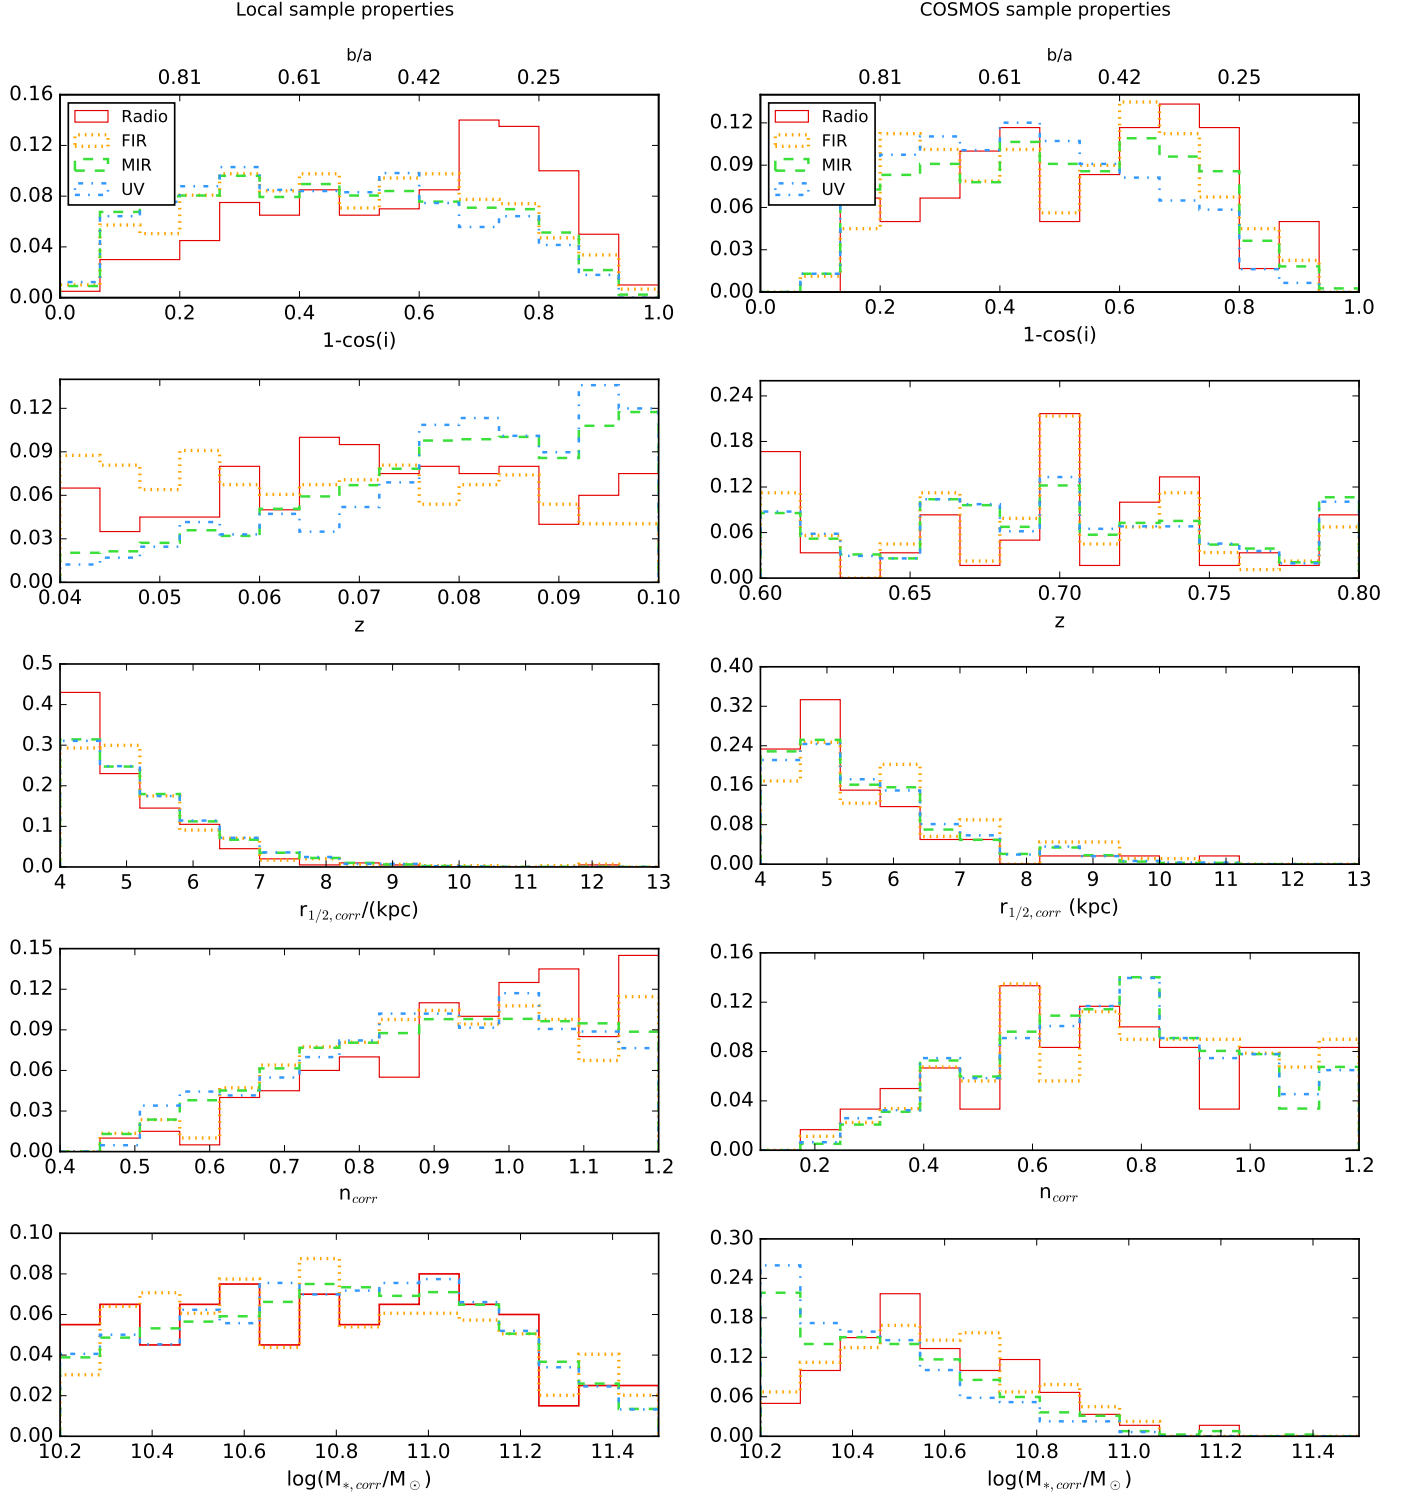 Local sample properties
COSMOS sample properties
b/a
0.81 0.61 0.42 0.25
0.16
0.12
0.08
0.04
0.00
Radio
FIR
MIR
UV
0.0 0.2 0.4 0.6 0.8 1.0
1-cos(i)
b/a
0.81 0.61 0.42 0.25
0.12
0.09
0.06
0.03
0.00
Radio
FIR
MIR
UV
0.0 0.2 0.4 0.6 0.8 1.0
1-cos(i)
0.12
0.09
0.06
0.03
0.00
0.04 0.05 0.06 0.07 0.08 0.09 0.10
z
0.24
0.18
0.12
0.06
0.00
0.60 0.65 0.70 0.75 0.80
z
0.5
0.4
0.3
0.2
0.1
0.0
4 5 6 7 8 9 10 11 12 13
r1/2,corr/(kpc)
0.40
0.32
0.24
0.16
0.08
0.00
4 5 6 7 8 9 10 11 12 13
r1/2,corr (kpc)
0.15
0.12
0.09
0.06
0.03
0.00
0.4 0.5 0.6 0.7 0.8 0.9 1.0 1.1 1.2
ncorr
0.16
0.12
0.08
0.04
0.00
0.2 0.4 0.6 0.8 1.0 1.2
ncorr
0.10
0.08
0.06
0.04
0.02
0.00
10.2 10.4 10.6 10.8 11.0 11.2 11.4
log(M*,corr/M⊙)
0.30
0.24
0.18
0.12
0.06
0.00
10.2 10.4 10.6 10.8 11.0 11.2 11.4
log(M*,corr/M⊙)